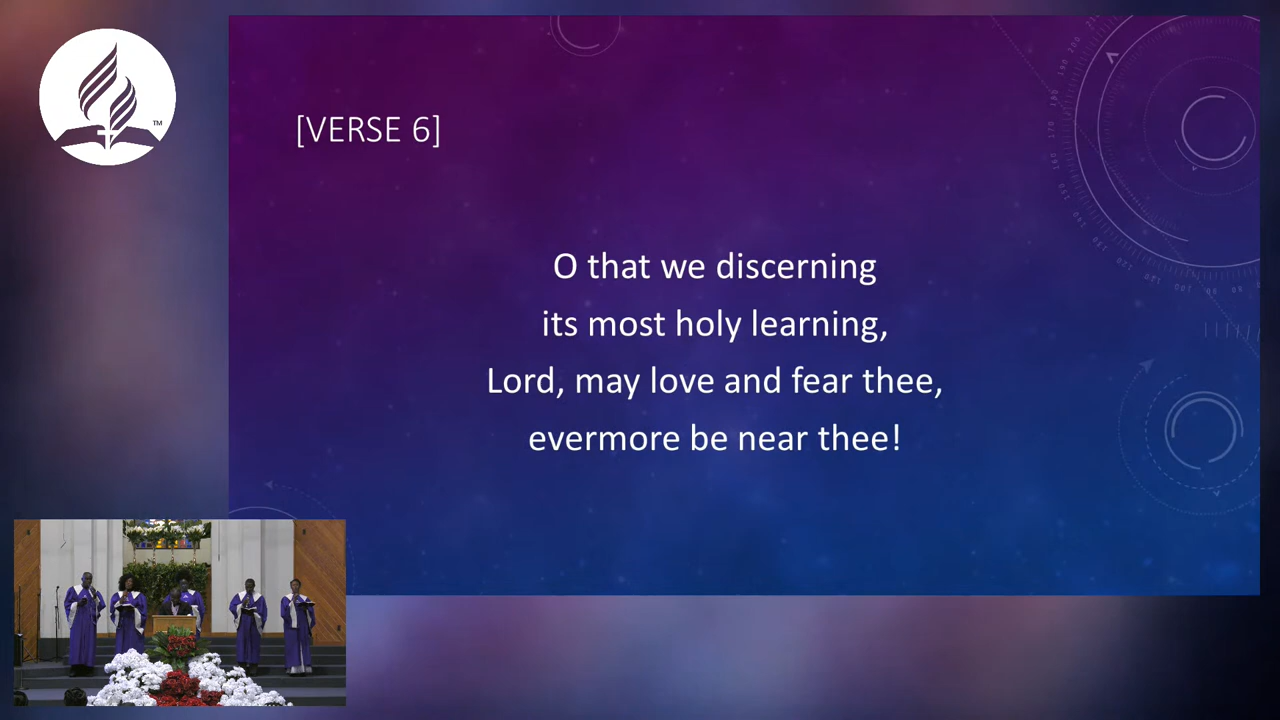 TM
[VERSE 6]
O that we discerning
its most holy learning,
Lord, may love and fear thee,
evermore be near thee!